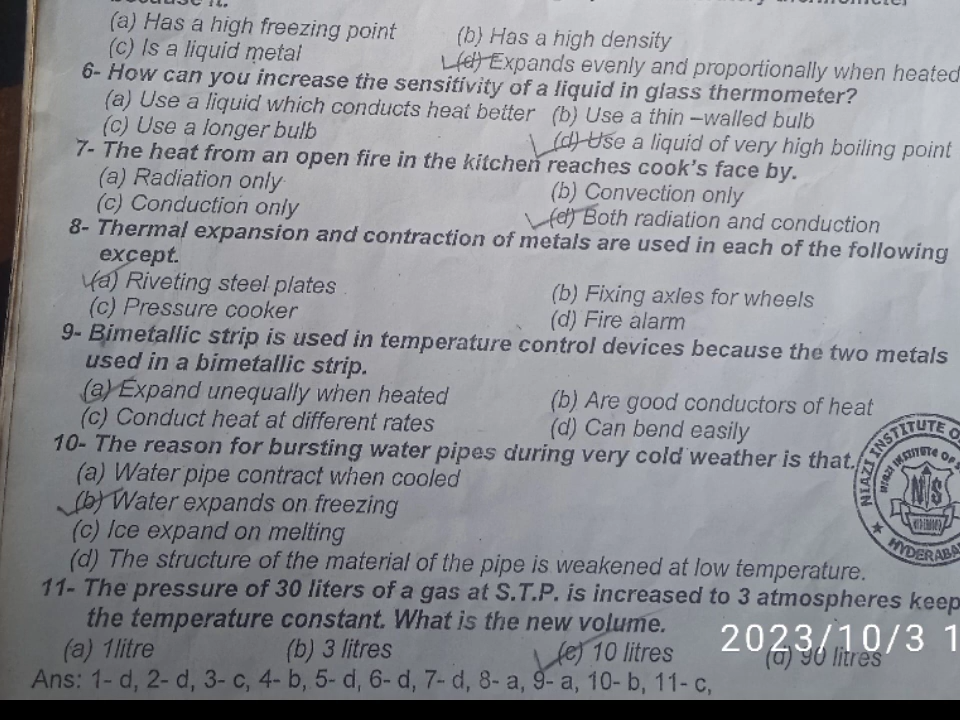 (a) Has a high freezing point (b) Has a high density
(c) Is a liquid metal (d) Expands evenly and proportionally when heated
6- How can you increase the sensitivity of a liquid in glass thermometer?
(a) Use a liquid which conducts heat better (b) Use a thin –walled bulb
(c) Use a longer bulb (d) Use a liquid of very high boiling point
7- The heat from an open fire in the kitchen reaches cook's face by.
(a) Radiation only (b) Convection only
(c) Conduction only (d) Both radiation and conduction
8- Thermal expansion and contraction of metals are used in each of the following
except.
(a) Riveting steel plates (b) Fixing axles for wheels
(c) Pressure cooker (d) Fire alarm
9- Bimetallic strip is used in temperature control devices because the two metals
used in a bimetallic strip.
(a) Expand unequally when heated (b) Are good conductors of heat
(c) Conduct heat at different rates (d) Can bend easily
10- The reason for bursting water pipes during very cold weather is that.
(a) Water pipe contract when cooled
(b) Water expands on freezing
(c) Ice expand on melting
(d) The structure of the material of the pipe is weakened at low temperature.
NIAZI INSTITUTE
NIS
11- The pressure of 30 liters of a gas at S.T.P. is increased to 3 atmospheres keep
the temperature constant. What is the new volume.
(a) 1litre (b) 3 litres (c) 10 litres (d) 90 litres
2023/10/3 1
Ans: 1- d, 2- d, 3- c, 4- b, 5- d, 6- d, 7- d, 8- a, 9- a, 10- b, 11- c,